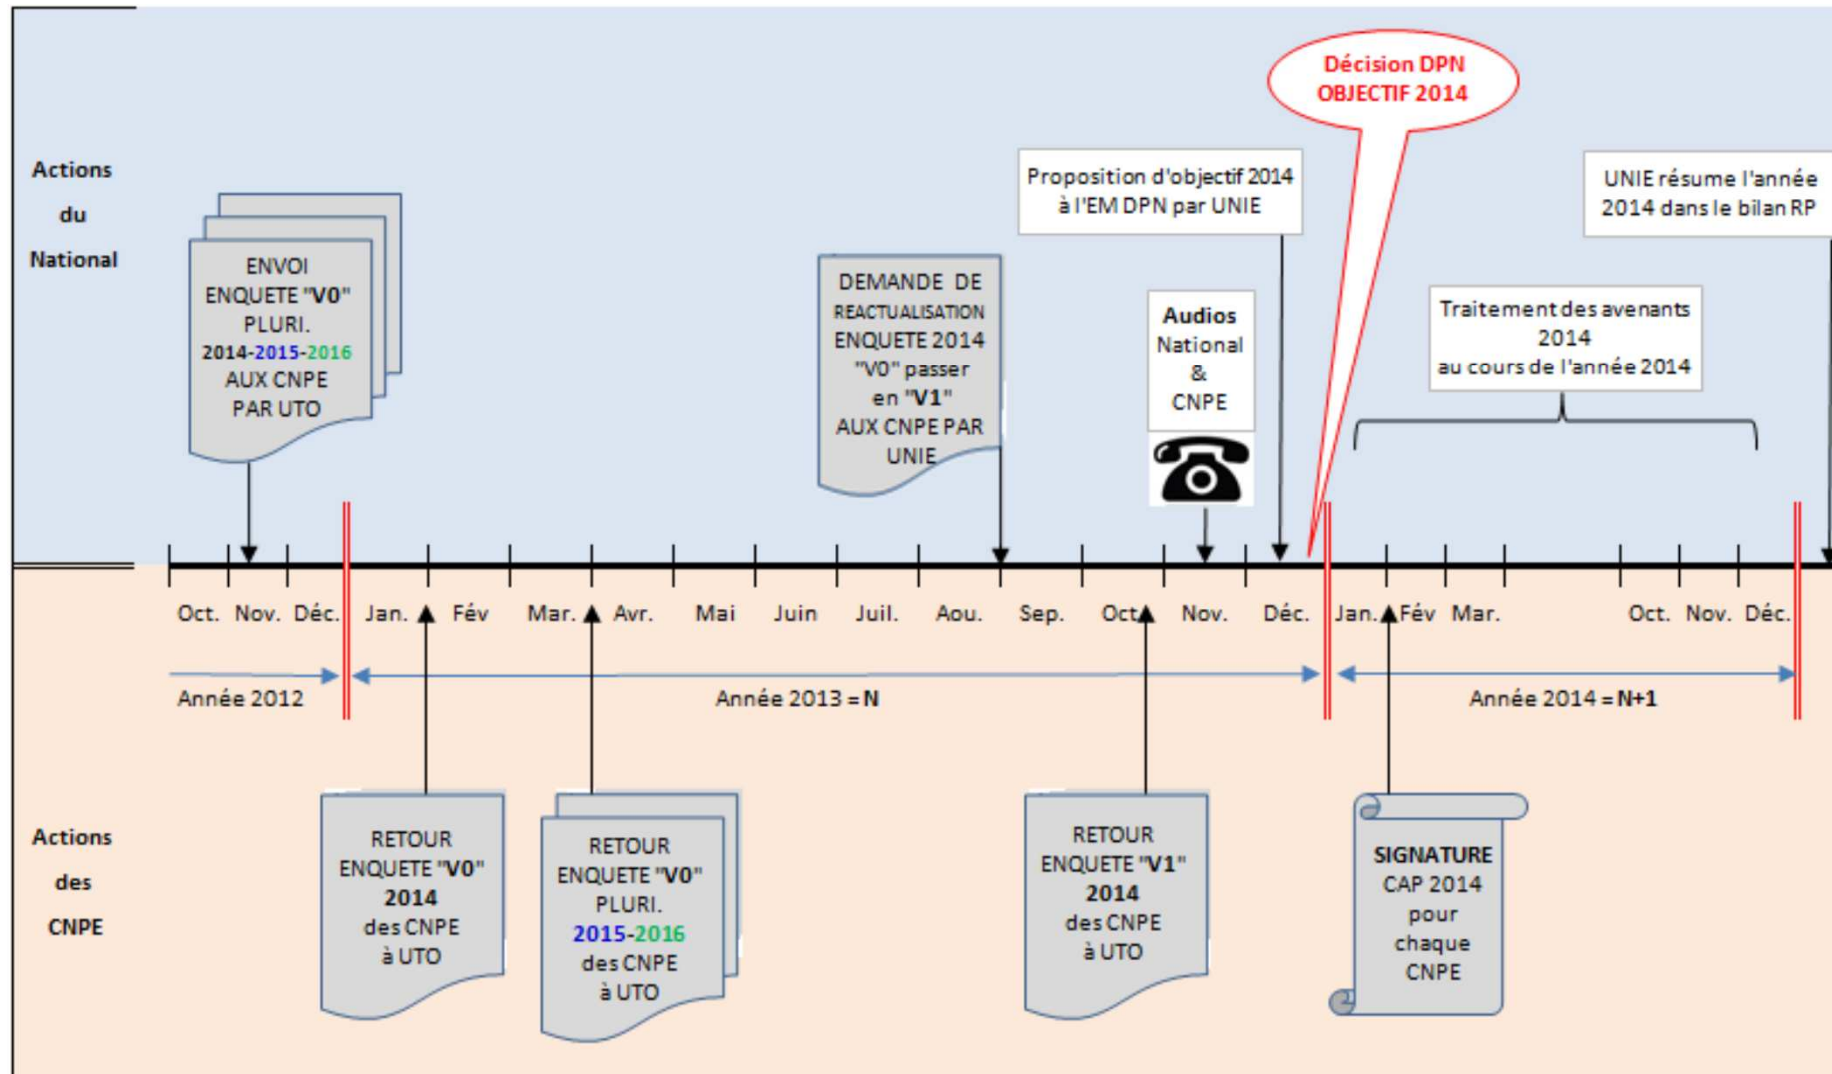 Actions
du
National
ENVOI
ENQUETE "V0"
PLURI.
2014-2015-2016
AUX CNPE
PAR UTO
DEMANDE DE
REACTUALISATION
ENQUETE 2014
"V0" passer
en "V1"
AUX CNPE PAR
UNIE
Audios
National
&
CNPE
Proposition d'objectif 2014
à l'EM DPN par UNIE
Décision DPN
OBJECTIF 2014
Traitement des avenants
2014
au cours de l'année 2014
UNIE résume l'année
2014 dans le bilan RP
Oct. Nov. Déc. Jan. Fév Mar. Avr. Mai Juin Juil. Aou. Sep. Oct Nov. Déc. Jan. Fév Mar. Oct. Nov. Déc.
Année 2012 Année 2013 = N Année 2014 = N+1
Actions
des
CNPE
RETOUR
ENQUETE "V0"
2014
des CNPE
à UTO
RETOUR
ENQUETE "V0"
PLURI.
2015-2016
des CNPE
à UTO
RETOUR
ENQUETE "V1"
2014
des CNPE
à UTO
SIGNATURE
CAP 2014
pour
chaque
CNPE